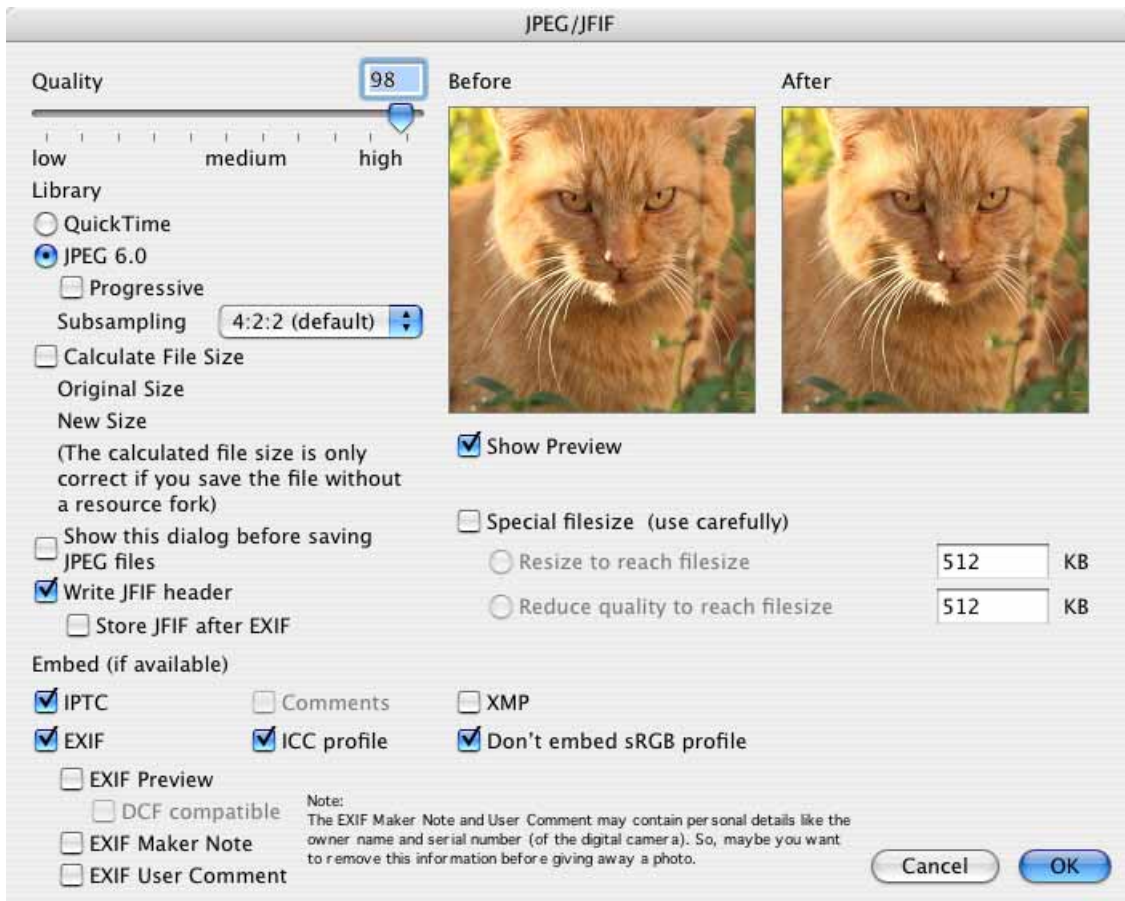 JPEG/JFIF
Quality
98
low medium high
Library
QuickTime
JPEG 6.0
Progressive
Subsampling 4:2:2 (default)
Calculate File Size
Original Size
New Size
(The calculated file size is only
correct if you save the file without
a resource fork)
Show this dialog before saving
JPEG files
Write JFIF header
Store JFIF after EXIF
Before After
Show Preview
Special filesize (use carefully)
Resize to reach filesize 512 KB
Reduce quality to reach filesize 512 KB
Embed (if available)
IPTC Comments XMP
EXIF ICC profile Don't embed sRGB profile
EXIF Preview
DCF compatible
EXIF Maker Note
EXIF User Comment
Note:
The EXIF Maker Note and User Comment may contain personal details like the
owner name and serial number (of the digital camera). So, maybe you want
to remove this information before giving away a photo.
Cancel OK